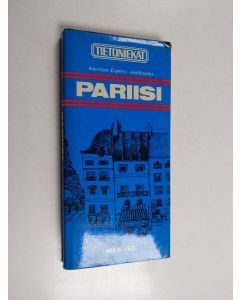 TIETONIEKAT
American Express -matkaopas
PARIISI